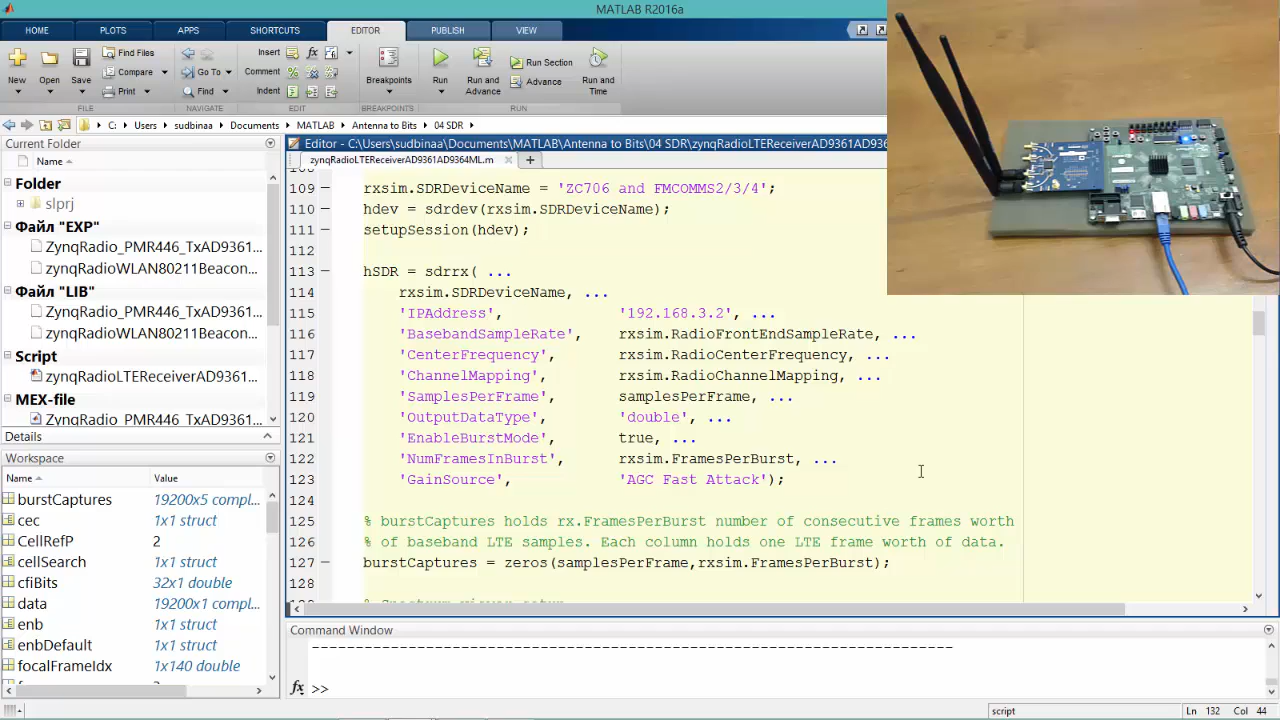 MATLAB R2016a
HOME PLOTS APPS SHORTCUTS EDITOR PUBLISH VIEW
New Open Save
Find Files
Compare
Print
FILE
Go To
Find
NAVIGATE
Insert
Comment
Indent
EDIT
Breakpoints
BREAKPOINTS
Run
Run and Advance
Run Section
Advance
Run and Time
RUN
C: Users sudbinaa Documents MATLAB Antenna to Bits 04 SDR
Current Folder
Name
Folder
slprj
Файл "EXP"
ZynqRadio_PMR446_TxAD9361...
zynqRadioWLAN80211Beacon...
Файл "LIB"
ZynqRadio_PMR446_TxAD9361...
zynqRadioWLAN80211Beacon...
Script
zynqRadioLTEReceiverAD9361...
MEX-file
ZynqRadio_PMR446_TxAD9361...
Details
Workspace
Name Value
burstCaptures 19200x5 compl...
cec 1x1 struct
CellRefP 2
cellSearch 1x1 struct
cfiBits 32x1 double
data 19200x1 compl...
enb 1x1 struct
enbDefault 1x1 struct
focalFrameIdx 1x140 double
Editor - C:\Users\sudbinaa\Documents\MATLAB\Antenna to Bits\04 SDR\zynqRadioLTEReceiverAD9361AD9364ML.m
zynqRadioLTEReceiverAD9361AD9364ML.m
109 rxsim.SDRDeviceName = 'ZC706 and FMCOMMS2/3/4';
110 hdev = sdrdev(rxsim.SDRDeviceName);
111 setupSession(hdev);
112
113 hSDR = sdrrx( ...
114 rxsim.SDRDeviceName, ...
115 'IPAddress', '192.168.3.2', ...
116 'BasebandSampleRate', rxsim.RadioFrontEndSampleRate, ...
117 'CenterFrequency', rxsim.RadioCenterFrequency, ...
118 'ChannelMapping', rxsim.RadioChannelMapping, ...
119 'SamplesPerFrame', samplesPerFrame, ...
120 'OutputDataType', 'double', ...
121 'EnableBurstMode', true, ...
122 'NumFramesInBurst', rxsim.FramesPerBurst, ...
123 'GainSource', 'AGC Fast Attack');
124
125 % burstCaptures holds rx.FramesPerBurst number of consecutive frames worth
126 % of baseband LTE samples. Each column holds one LTE frame worth of data.
127 burstCaptures = zeros(samplesPerFrame,rxsim.FramesPerBurst);
128
Command Window
------------------------------------------------------------------------
fx >>
script Ln 132 Col 44